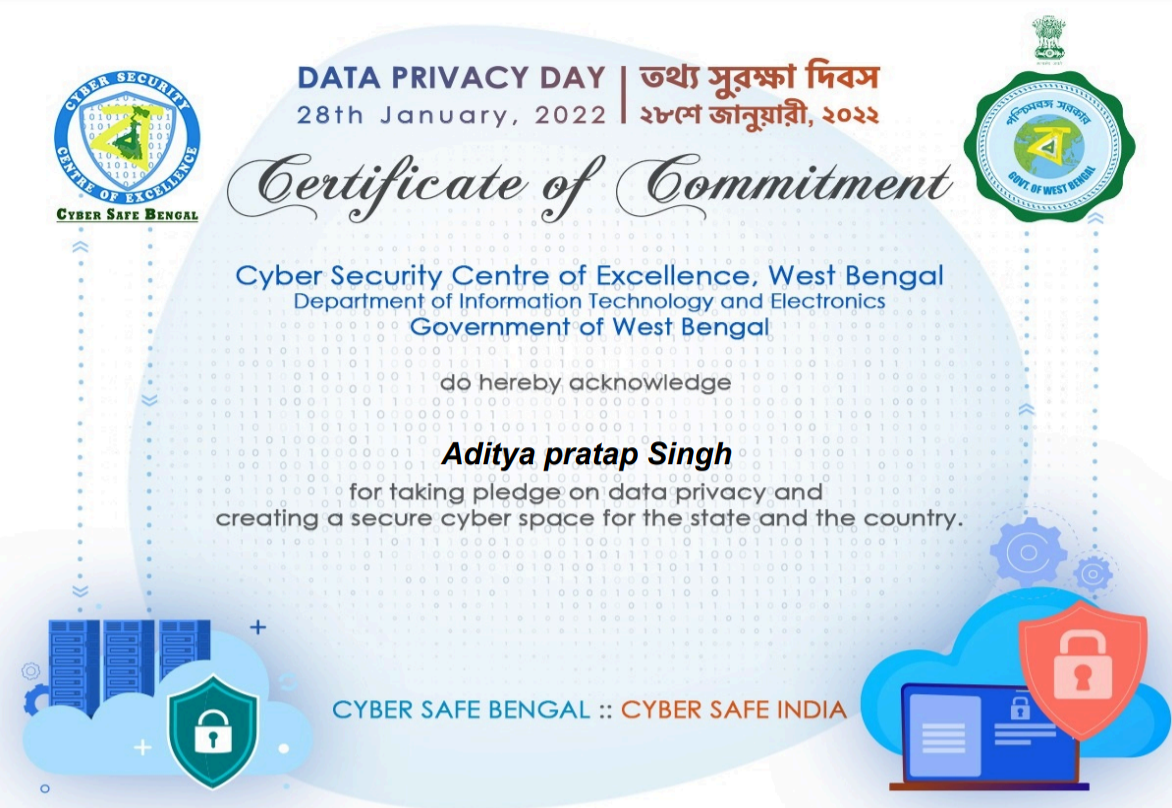 CYBER SECURITY
CENTRE OF EXCELLENCE
CYBER SAFE BENGAL
DATA PRIVACY DAY | তথ্য সুরক্ষা দিবস
28th January, 2022 | ২৮শে জানুয়ারী, ২০২২
পশ্চিমবঙ্গ সরকার
GOVT. OF WEST BENGAL
Certificate of Commitment
Cyber Security Centre of Excellence, West Bengal
Department of Information Technology and Electronics
Government of West Bengal
do hereby acknowledge
Aditya pratap Singh
for taking pledge on data privacy and
creating a secure cyber space for the state and the country.
CYBER SAFE BENGAL :: CYBER SAFE INDIA